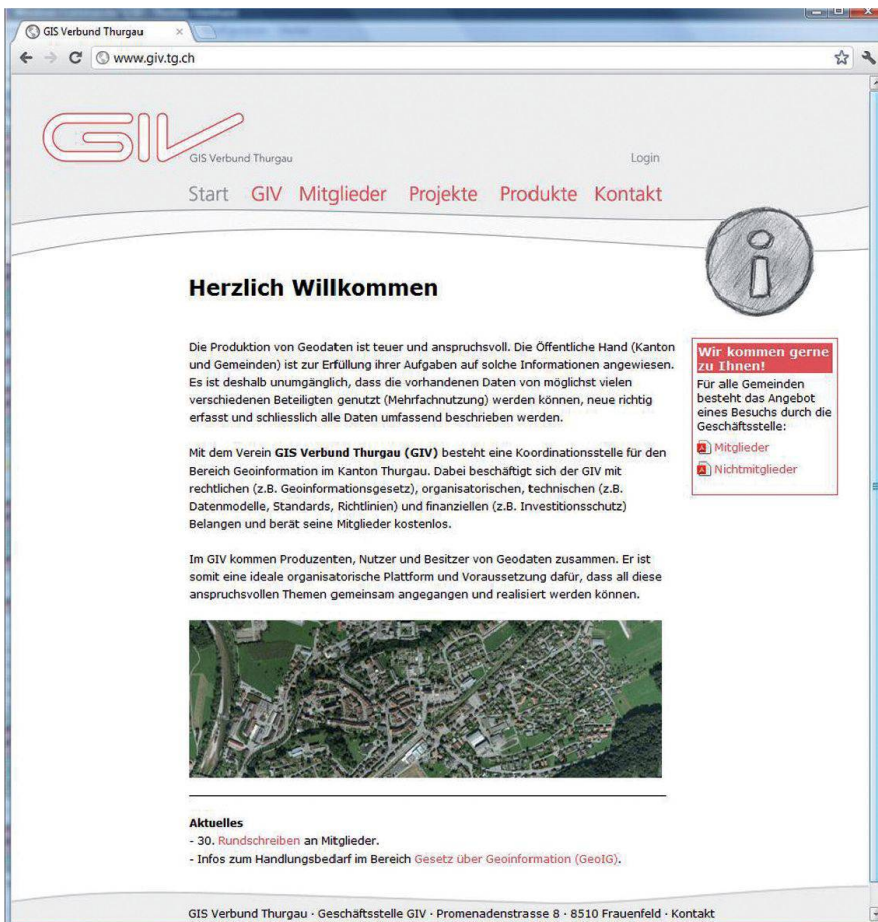 GIS Verbund Thurgau
www.giv.tg.ch
GIV
GIS Verbund Thurgau
Login
Start GIV Mitglieder Projekte Produkte Kontakt
Herzlich Willkommen
Die Produktion von Geodaten ist teuer und anspruchsvoll. Die Öffentliche Hand (Kanton
und Gemeinden) ist zur Erfüllung ihrer Aufgaben auf solche Informationen angewiesen.
Es ist deshalb unumgänglich, dass die vorhandenen Daten von möglichst vielen
verschiedenen Beteiligten genutzt (Mehrfachnutzung) werden können, neue richtig
erfasst und schliesslich alle Daten umfassend beschrieben werden.
Mit dem Verein GIS Verbund Thurgau (GIV) besteht eine Koordinationsstelle für den
Bereich Geoinformation im Kanton Thurgau. Dabei beschäftigt sich der GIV mit
rechtlichen (z.B. Geoinformationsgesetz), organisatorischen, technischen (z.B.
Datenmodelle, Standards, Richtlinien) und finanziellen (z.B. Investitionsschutz)
Belangen und berät seine Mitglieder kostenlos.
Im GIV kommen Produzenten, Nutzer und Besitzer von Geodaten zusammen. Er ist
somit eine ideale organisatorische Plattform und Voraussetzung dafür, dass all diese
anspruchsvollen Themen gemeinsam angegangen und realisiert werden können.
i
Wir kommen gerne
zu Ihnen!
Für alle Gemeinden
besteht das Angebot
eines Besuchs durch die
Geschäftsstelle:
Mitglieder
Nichtmitglieder
Aktuelles
- 30. Rundschreiben an Mitglieder.
- Infos zum Handlungsbedarf im Bereich Gesetz über Geoinformation (GeoIG).
GIS Verbund Thurgau · Geschäftsstelle GIV · Promenadenstrasse 8 · 8510 Frauenfeld · Kontakt